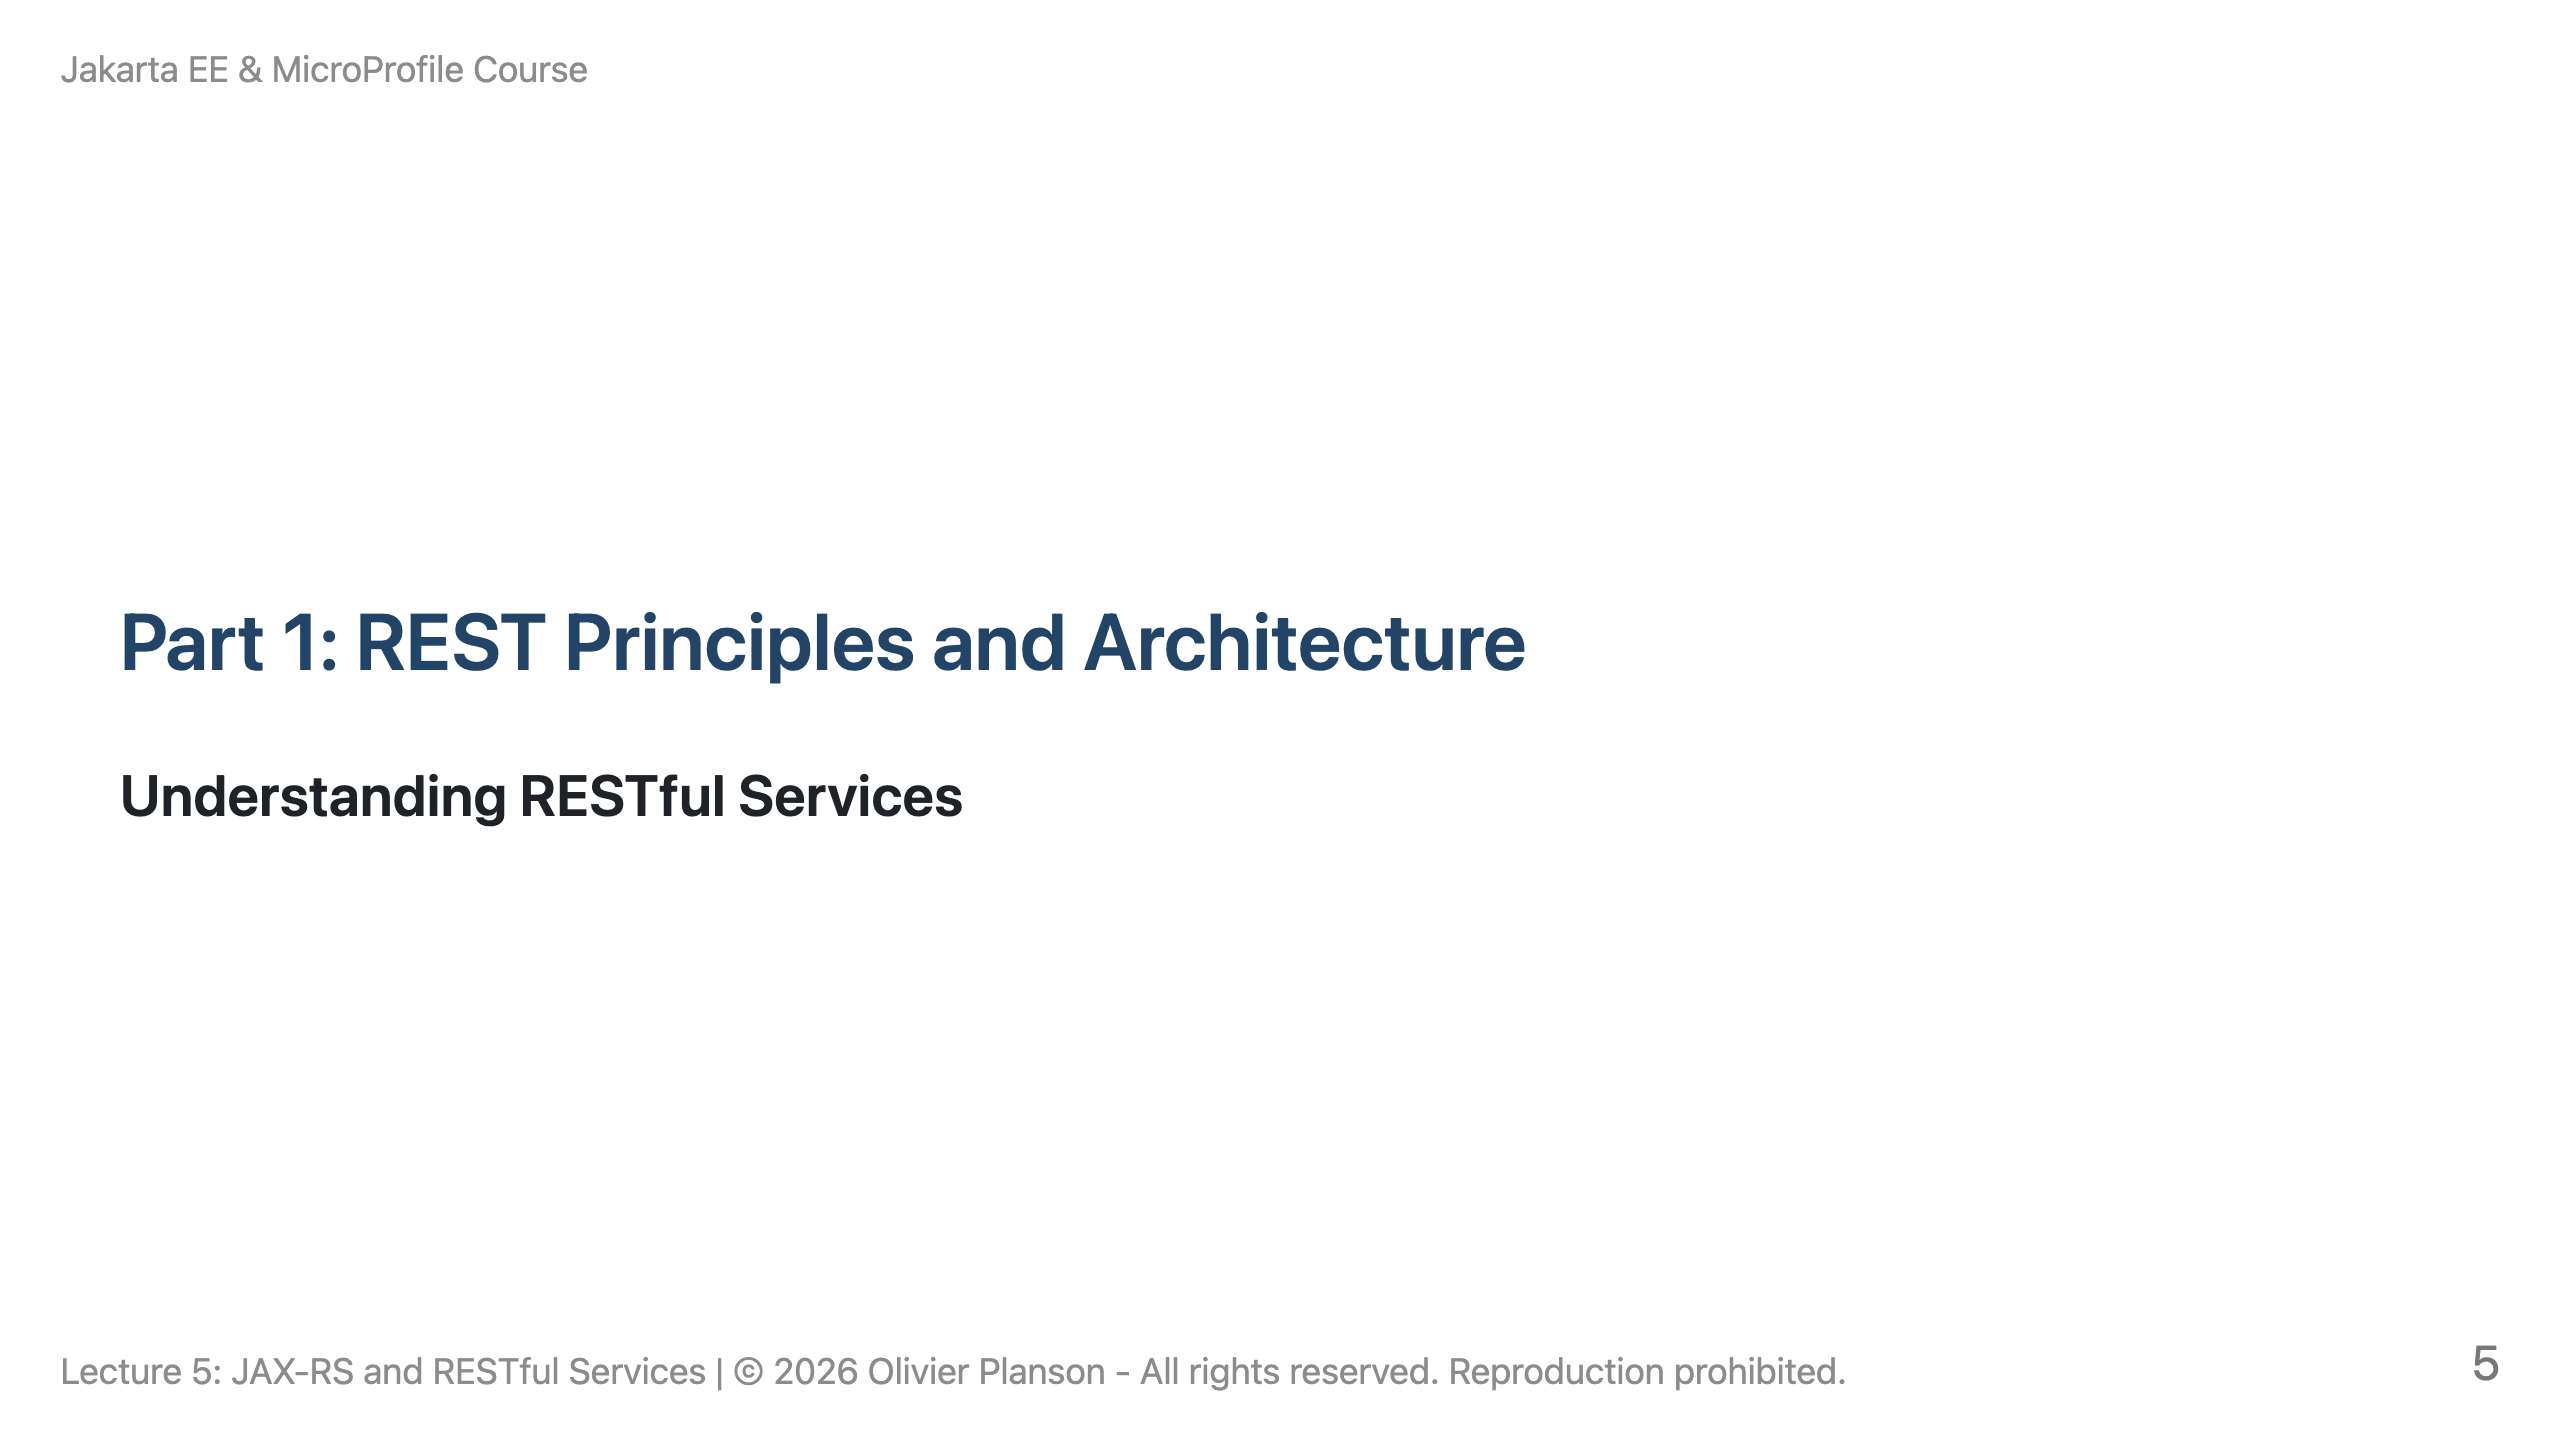 Jakarta EE & MicroProfile Course
Part 1: REST Principles and Architecture
Understanding RESTful Services
Lecture 5: JAX-RS and RESTful Services | © 2026 Olivier Planson - All rights reserved. Reproduction prohibited.
5